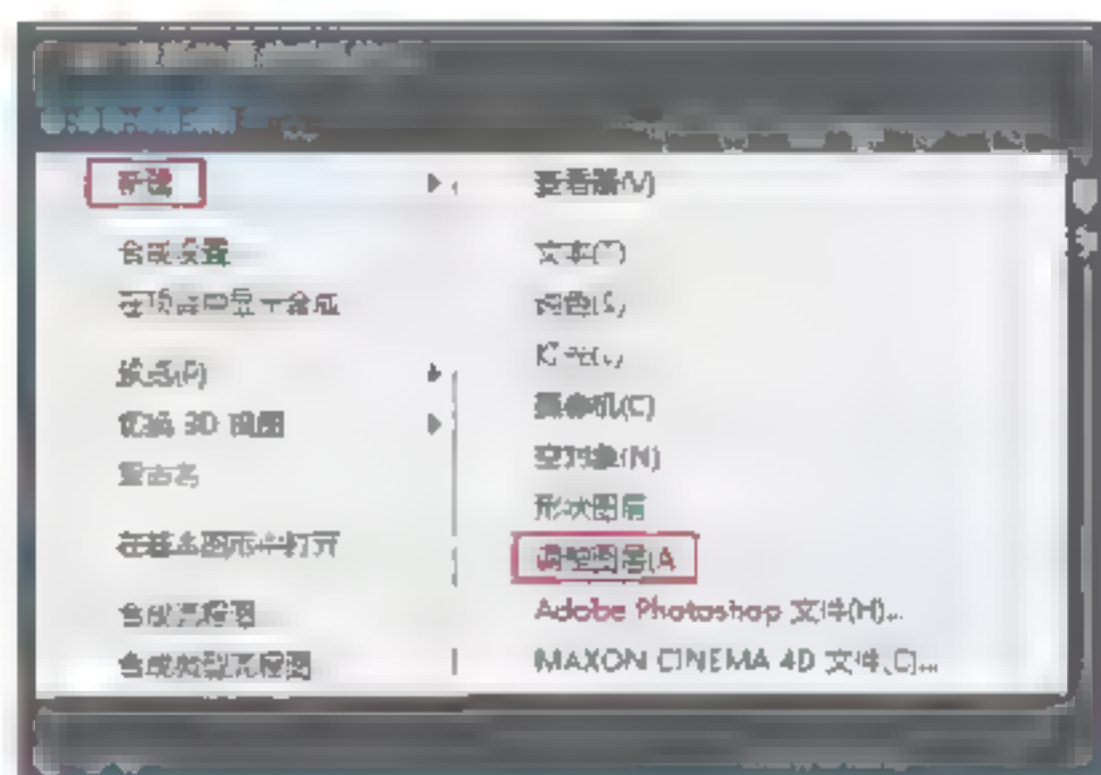 新建
合成设置
在项目中显示合成
预览(P)
切换 3D 视图
重命名
在基本图形中打开
合成流程图
合成微型流程图
查看器(V)
文本(T)
纯色(S)
灯光(L)
摄像机(C)
空对象(N)
形状图层
调整图层(A
Adobe Photoshop 文件(H)...
MAXON CINEMA 4D 文件(C)...